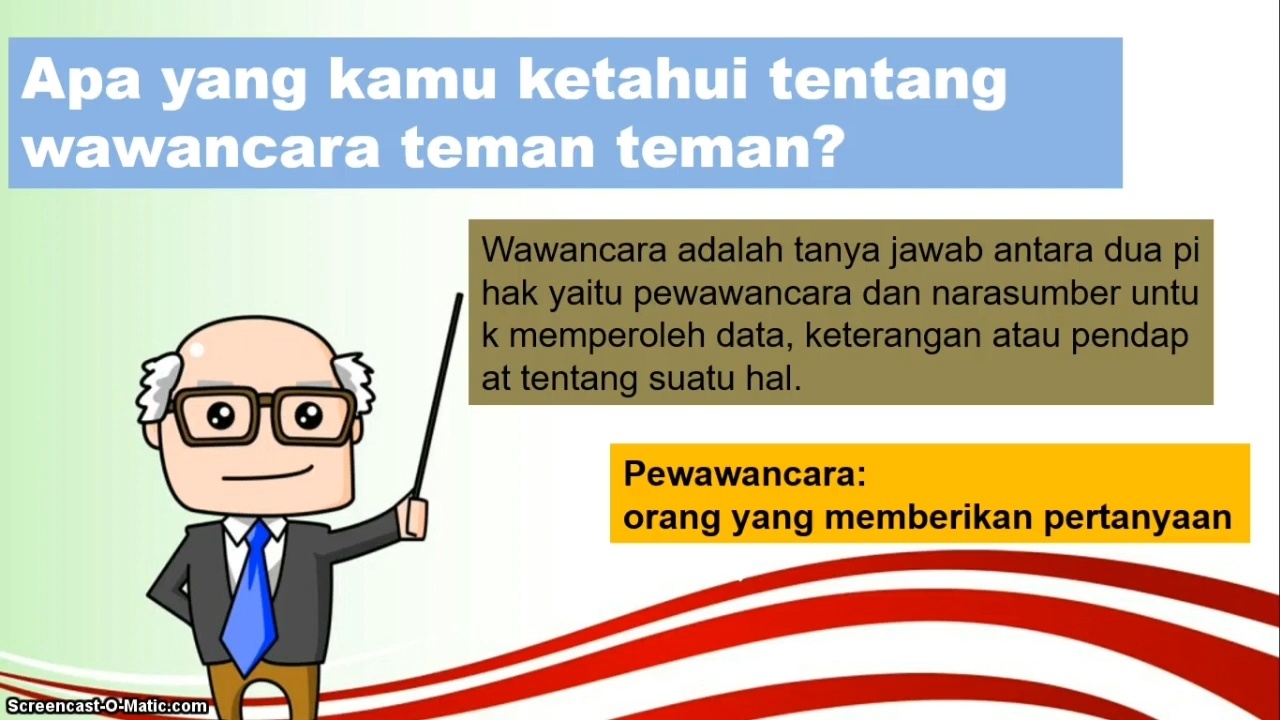 Apa yang kamu ketahui tentang
wawancara teman teman?
Wawancara adalah tanya jawab antara dua pi
hak yaitu pewawancara dan narasumber untu
k memperoleh data, keterangan atau pendap
at tentang suatu hal.
Pewawancara:
orang yang memberikan pertanyaan
Screencast-O-Matic.com